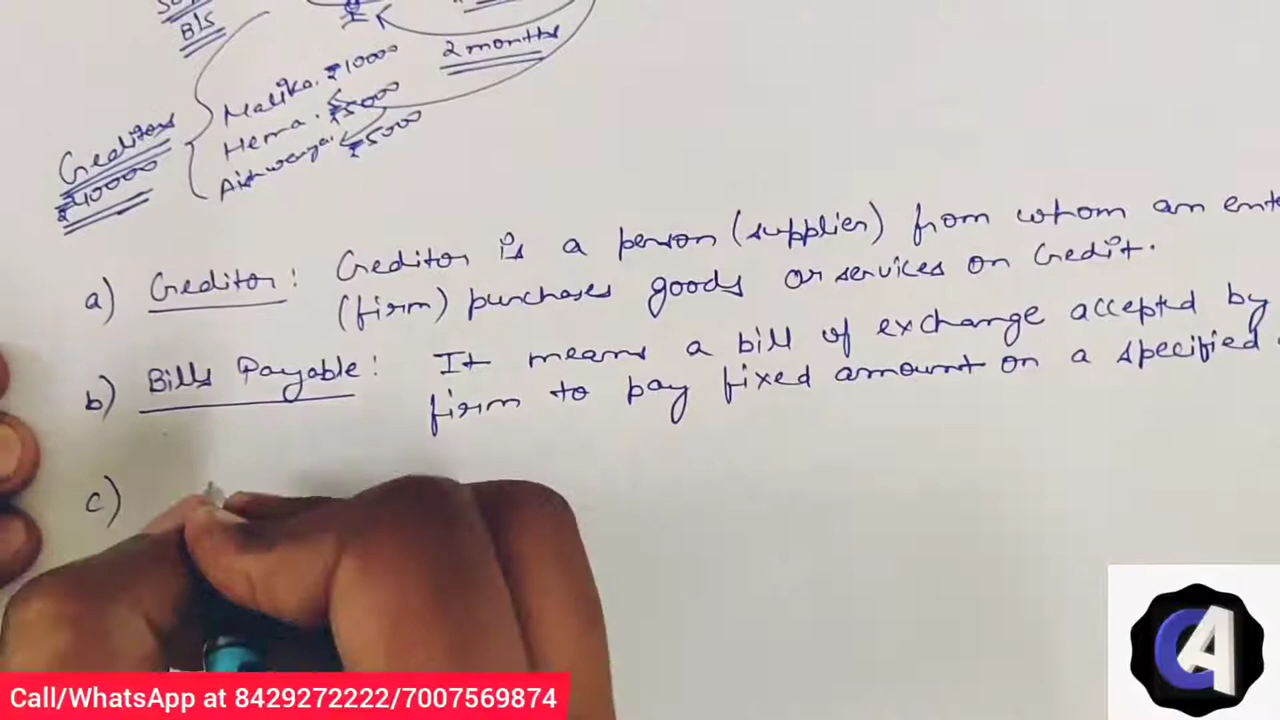 B/S
2 months
Creditors
₹40000
Malika. ₹10000
Hema. ₹5000
Aishwarya. ₹5000
a) Creditor: Creditor is a person (supplier) from whom an ente
(firm) purchases goods or services on Credit.
b) Bills Payable: It means a bill of exchange accepted by
firm to pay fixed amount on a specified
c)
CA
Call/WhatsApp at 8429272222/7007569874